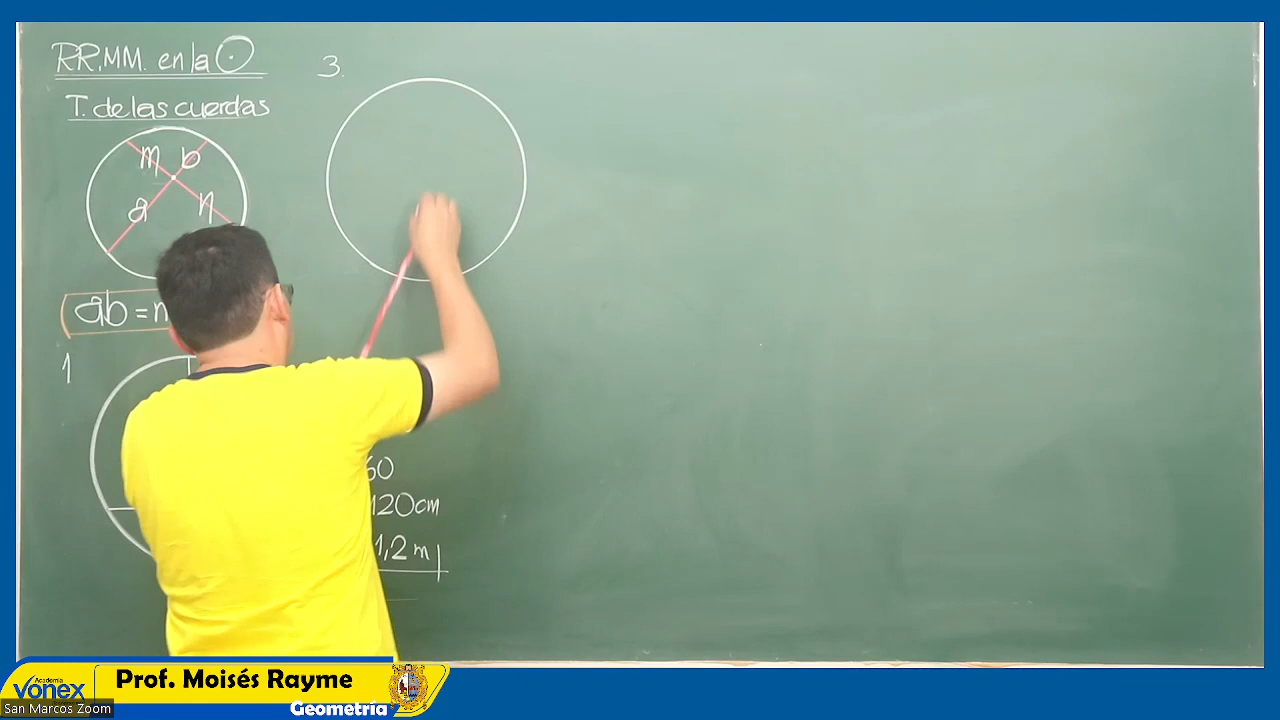 RR.MM. en la
3.
T. de las cuerdas
m b
a n
ab =
1
60
120cm
1,2 m
Academia
vonex
Prof. Moisés Rayme
Geometría
San Marcos Zoom